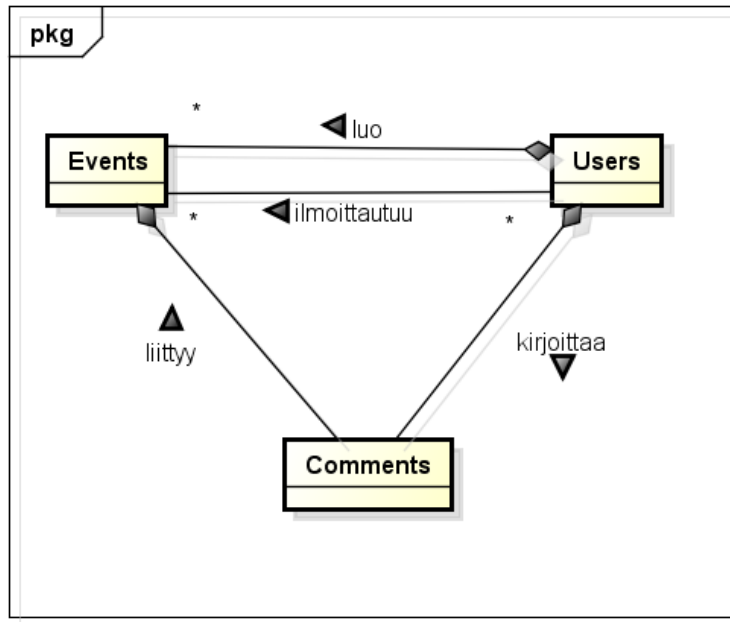 pkg
*
luo
Events
Users
*
ilmoittautuu
*
liittyy
kirjoittaa
Comments